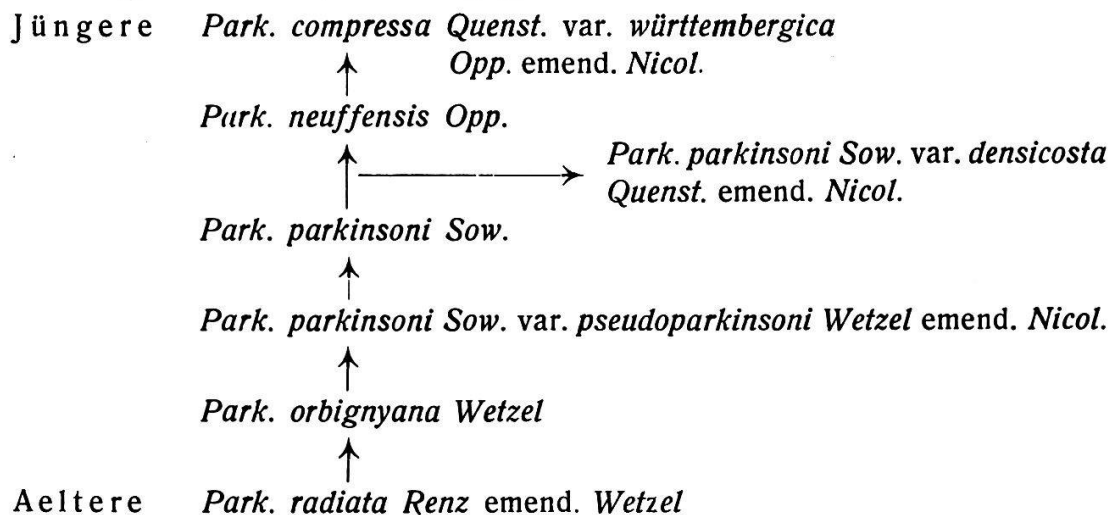 Jüngere Park. compressa Quenst. var. württembergica
Opp. emend. Nicol.
Park. neuffensis Opp.
Park. parkinsoni Sow. var. densicosta
Quenst. emend. Nicol.
Park. parkinsoni Sow.
Park. parkinsoni Sow. var. pseudoparkinsoni Wetzel emend. Nicol.
Park. orbignyana Wetzel
Aeltere Park. radiata Renz emend. Wetzel